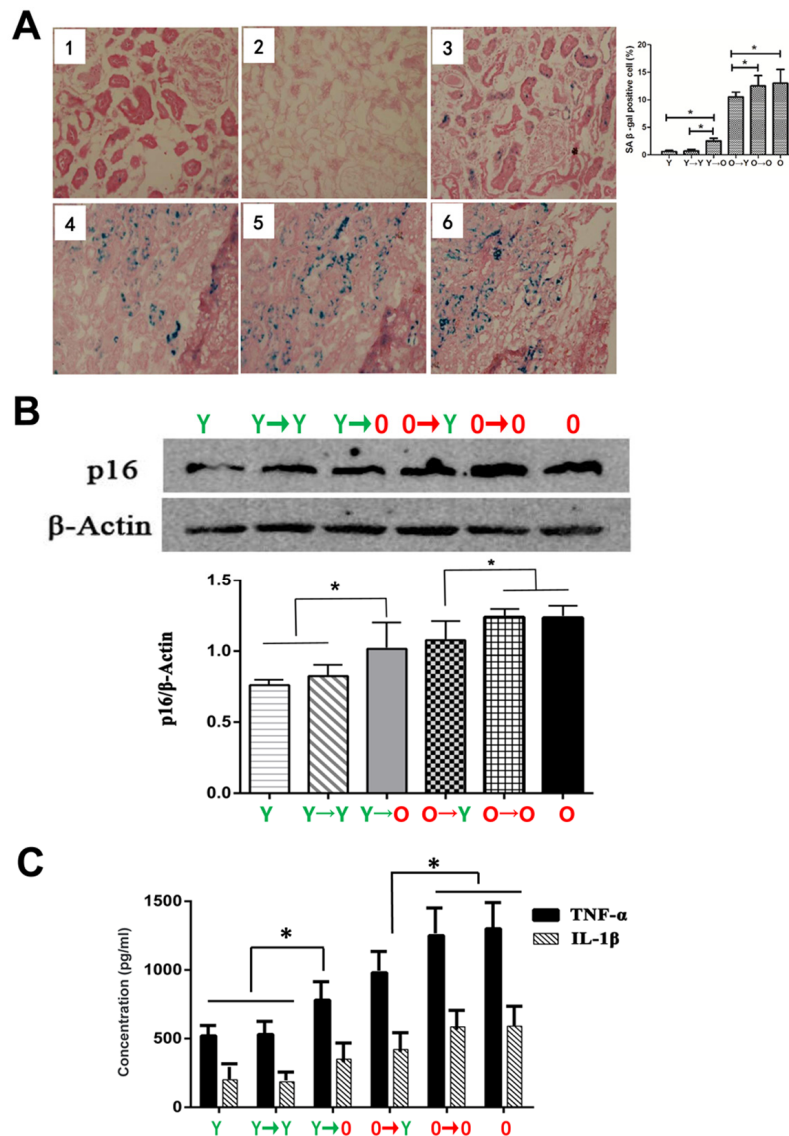 A
1
2
3
4
5
6
SA β -gal positive cell (%)
20
15
10
5
0
* * * *
Y Y→Y Y→O O→Y O→O O
B
Y Y→Y Y→O O→Y O→O O
p16
β-Actin
p16/β-Actin
1.5
1.0
0.5
0.0
* *
Y Y→Y Y→O O→Y O→O O
C
Concentration (pg/ml)
1500
1000
500
0
* *
TNF-α
IL-1β
Y Y→Y Y→O O→Y O→O O